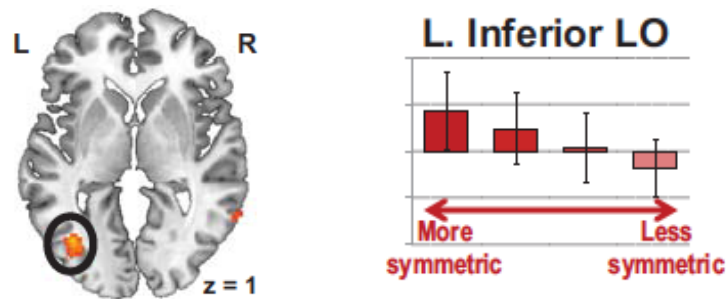 L
R
z = 1
L. Inferior LO
More
symmetric
Less
symmetric